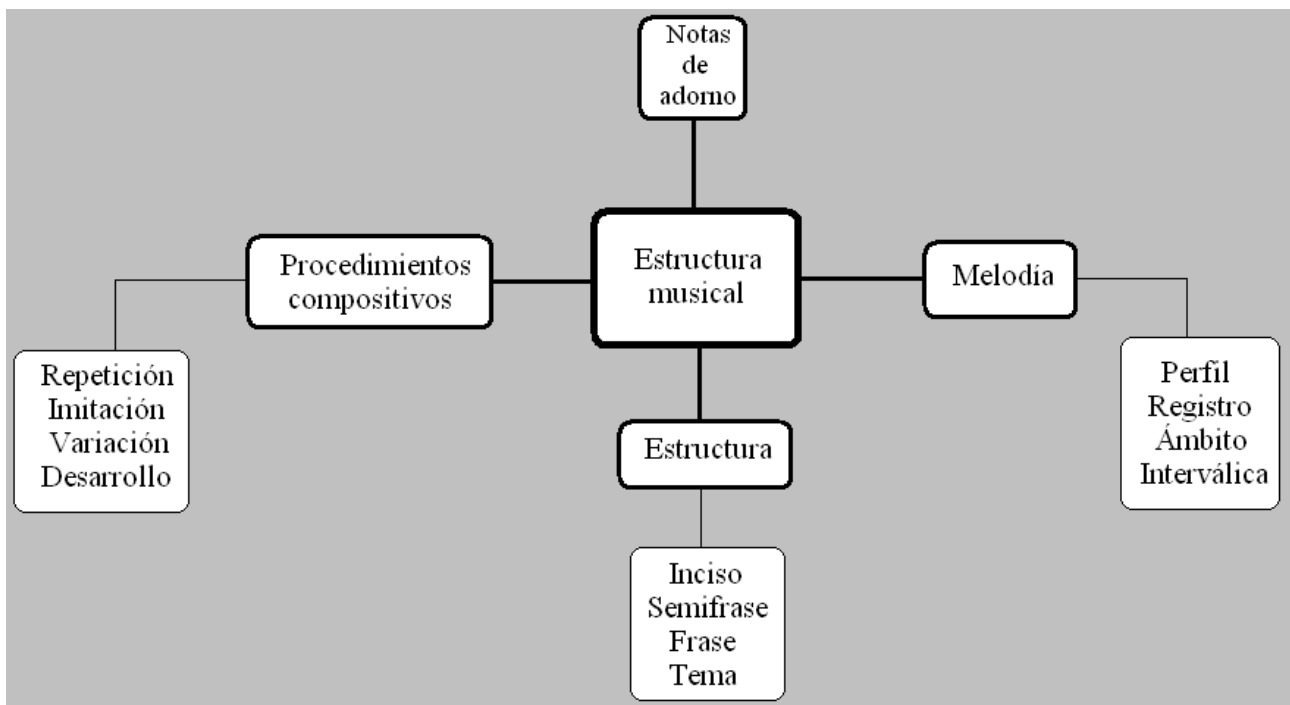 Notas
de
adorno
Procedimientos
compositivos
Estructura
musical
Melodía
Repetición
Imitación
Variación
Desarrollo
Estructura
Perfil
Registro
Ámbito
Interválica
Inciso
Semifrase
Frase
Tema